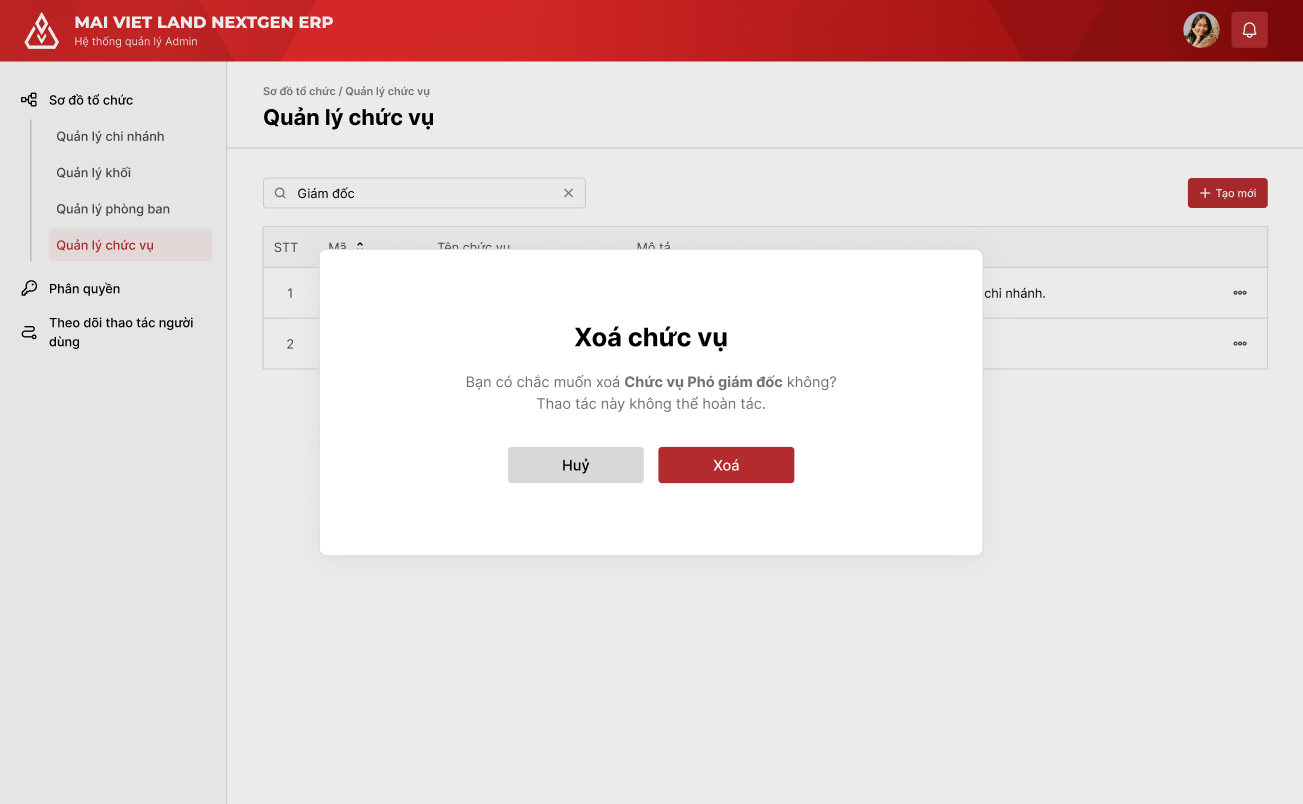 MAI VIET LAND NEXTGEN ERP
Hệ thống quản lý Admin
Sơ đồ tổ chức
Quản lý chi nhánh
Quản lý khối
Quản lý phòng ban
Quản lý chức vụ
Phân quyền
Theo dõi thao tác người
dùng
Sơ đồ tổ chức / Quản lý chức vụ
Quản lý chức vụ
Giám đốc
Tạo mới
STT Mã Tên chức vụ Mô tả
1 chi nhánh.
2
Xoá chức vụ
Bạn có chắc muốn xoá Chức vụ Phó giám đốc không?
Thao tác này không thể hoàn tác.
Huỷ Xoá